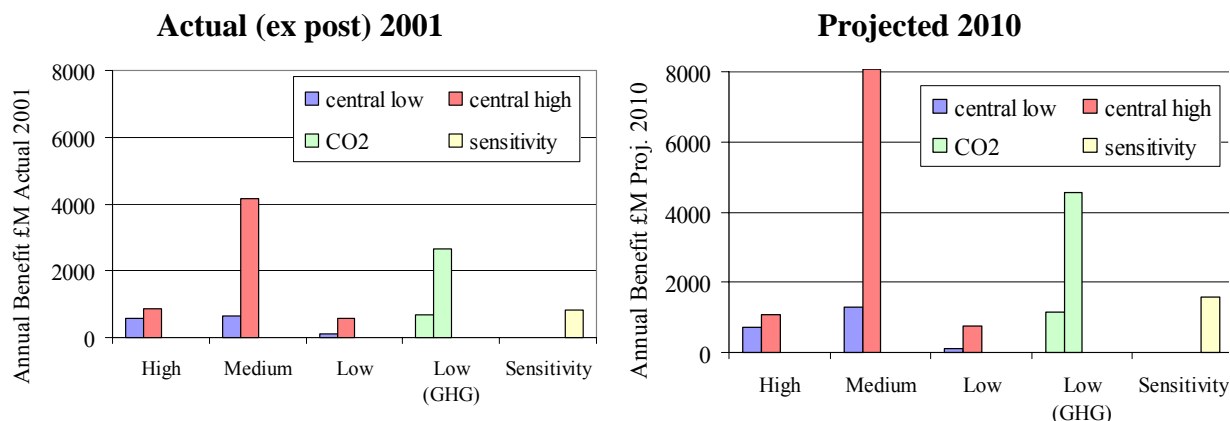 Actual (ex post) 2001
Annual Benefit £M Actual 2001
8000
6000
4000
2000
0
central low
central high
CO2
sensitivity
High
Medium
Low
Low
(GHG)
Sensitivity
Projected 2010
Annual Benefit £M Proj. 2010
8000
6000
4000
2000
0
central low
central high
CO2
sensitivity
High
Medium
Low
Low
(GHG)
Sensitivity